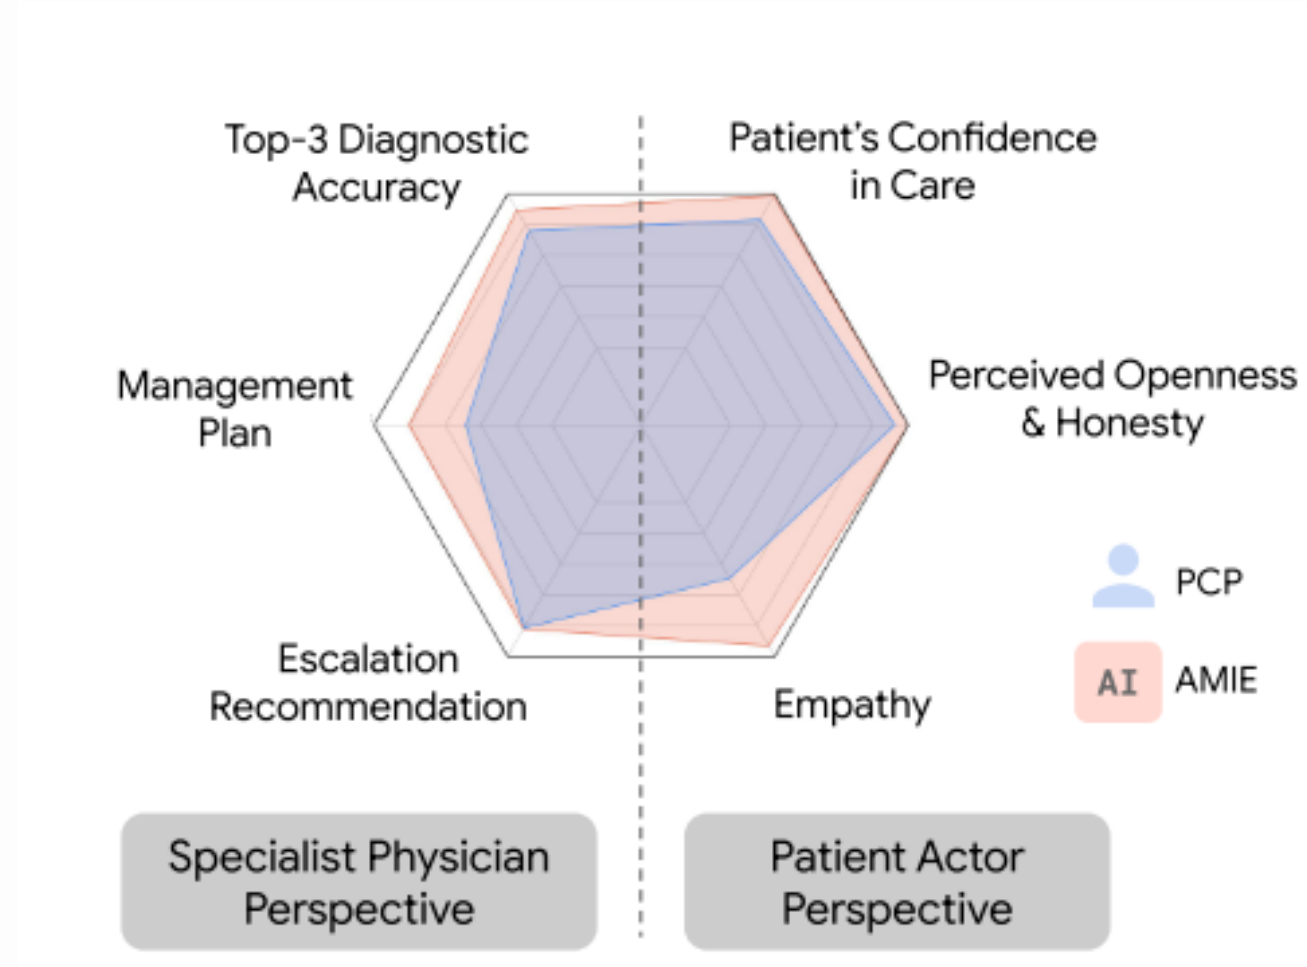 Top-3 Diagnostic
Accuracy
Patient's Confidence
in Care
Management
Plan
Perceived Openness
& Honesty
Escalation
Recommendation
Empathy
PCP
AI
AMIE
Specialist Physician
Perspective
Patient Actor
Perspective